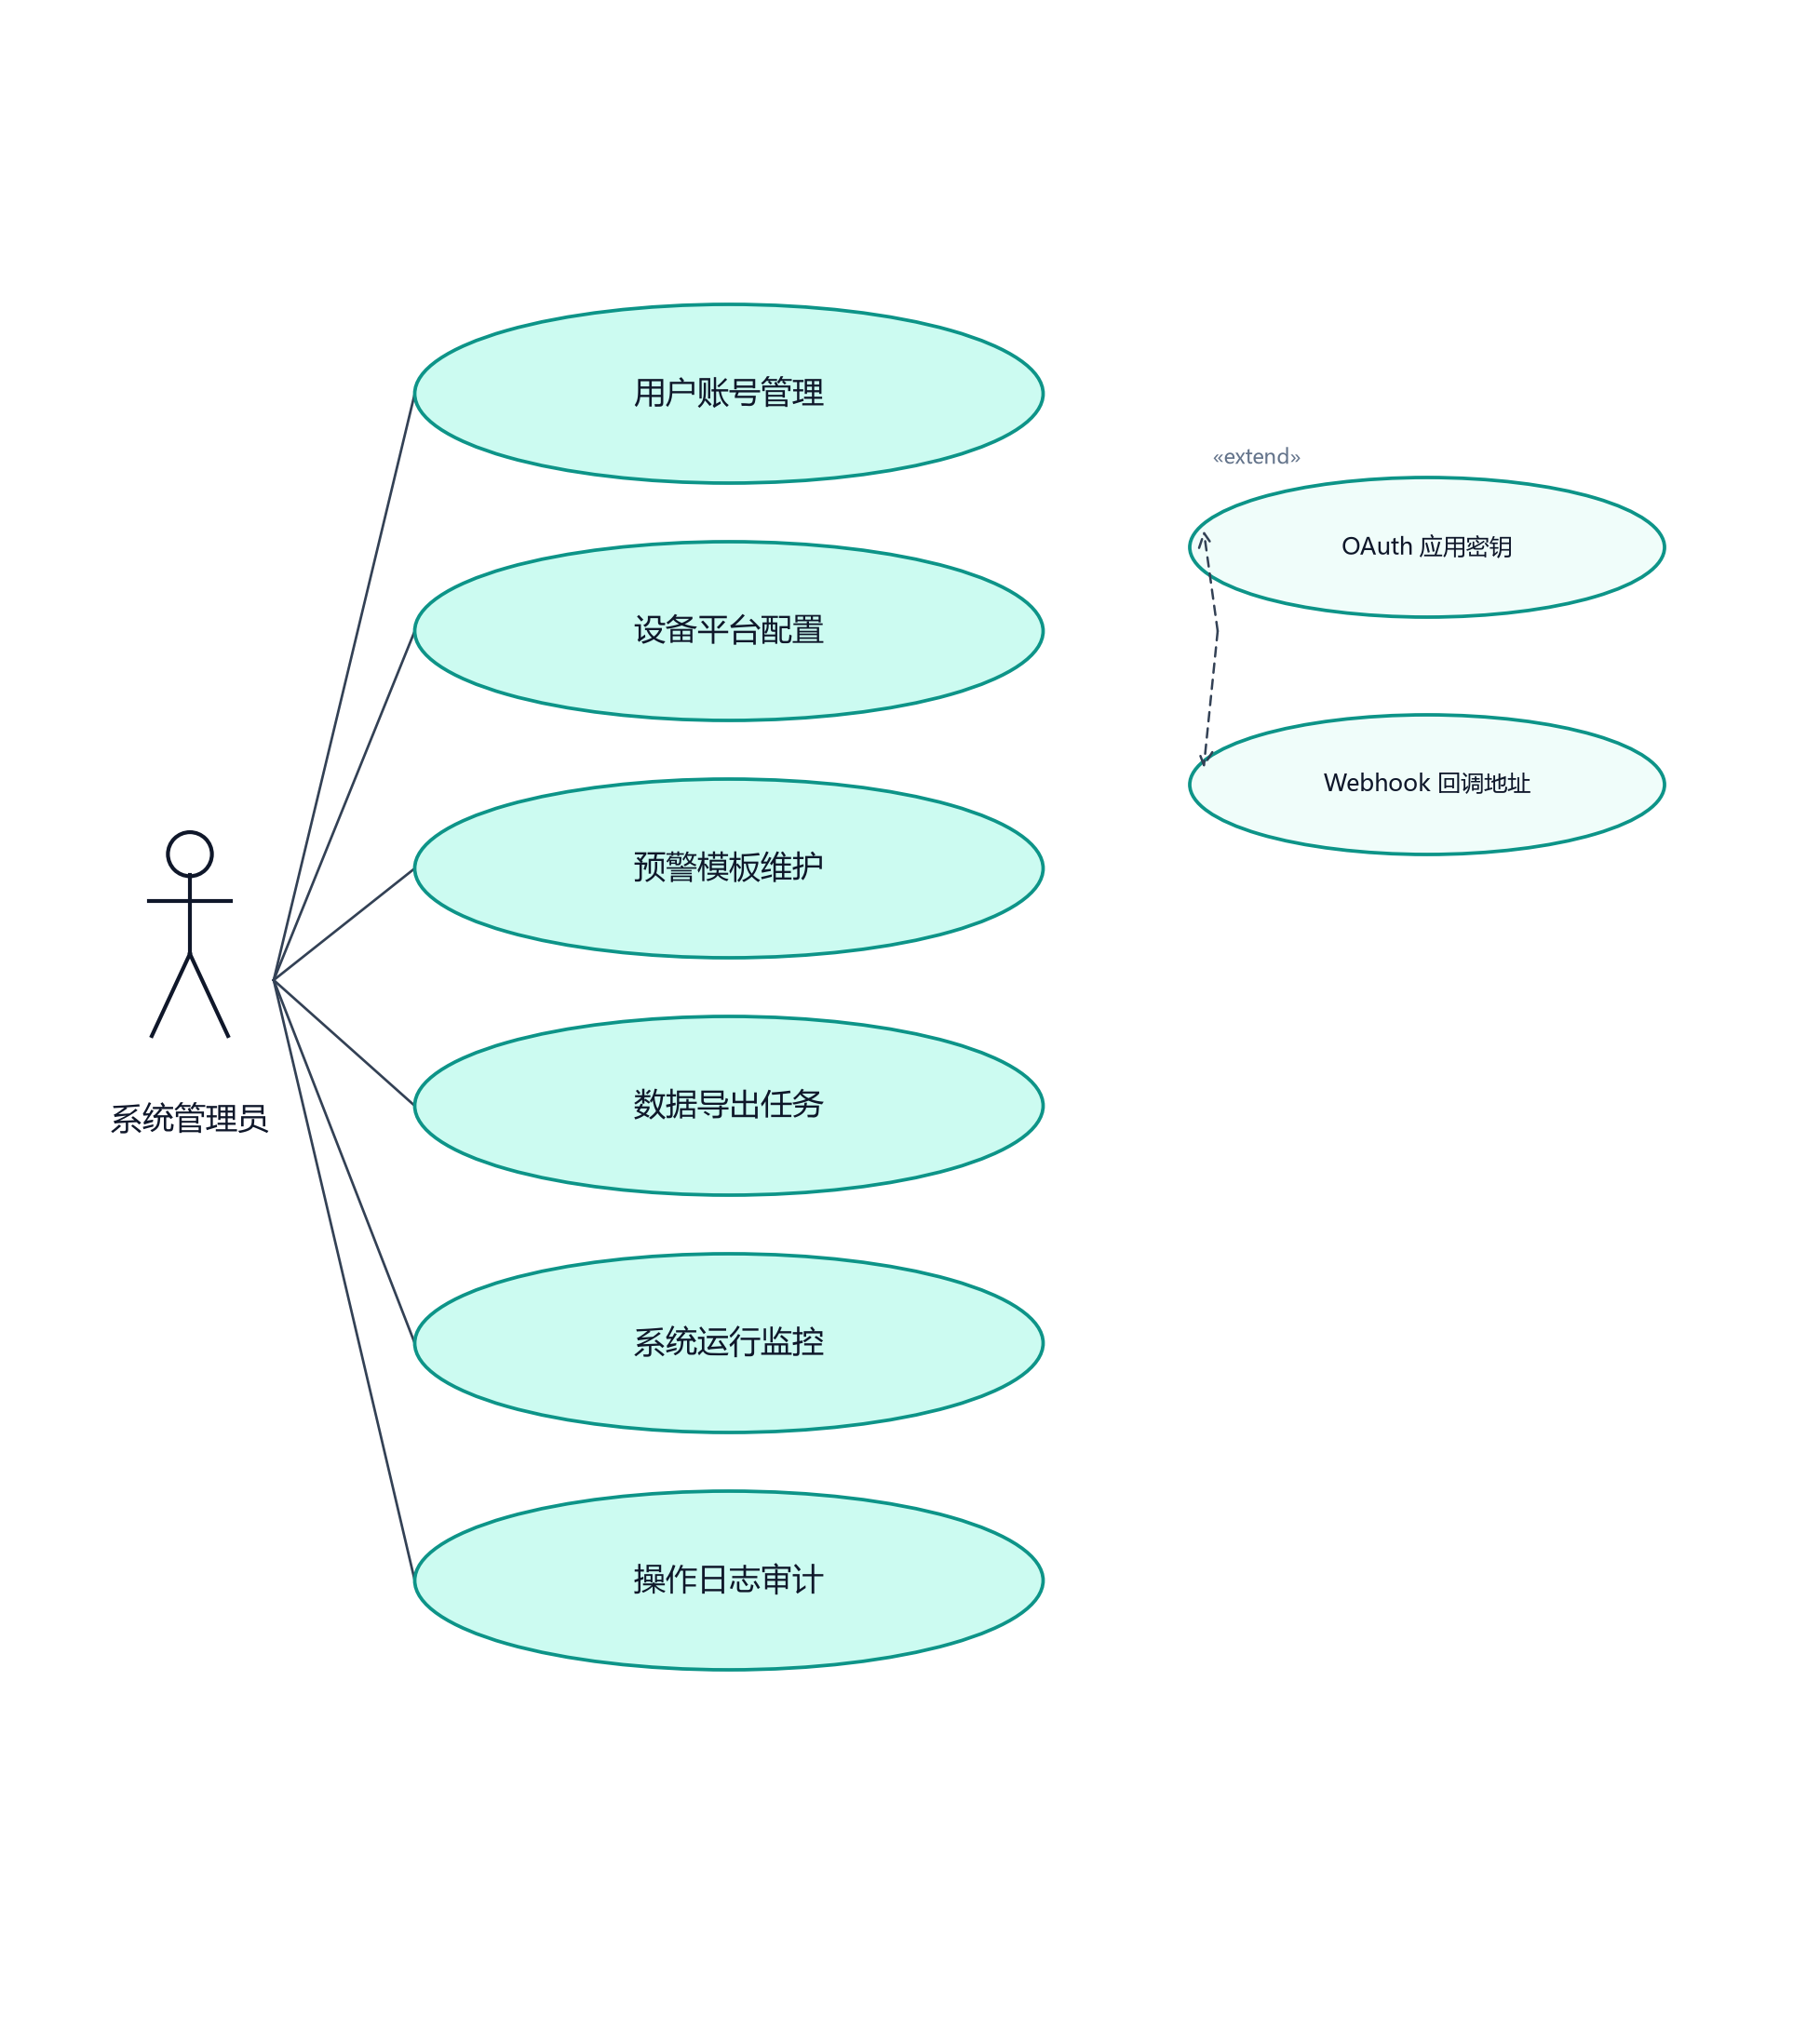 用户账号管理
«extend»
OAuth 应用密钥
设备平台配置
Webhook 回调地址
预警模板维护
系统管理员
数据导出任务
系统运行监控
操作日志审计